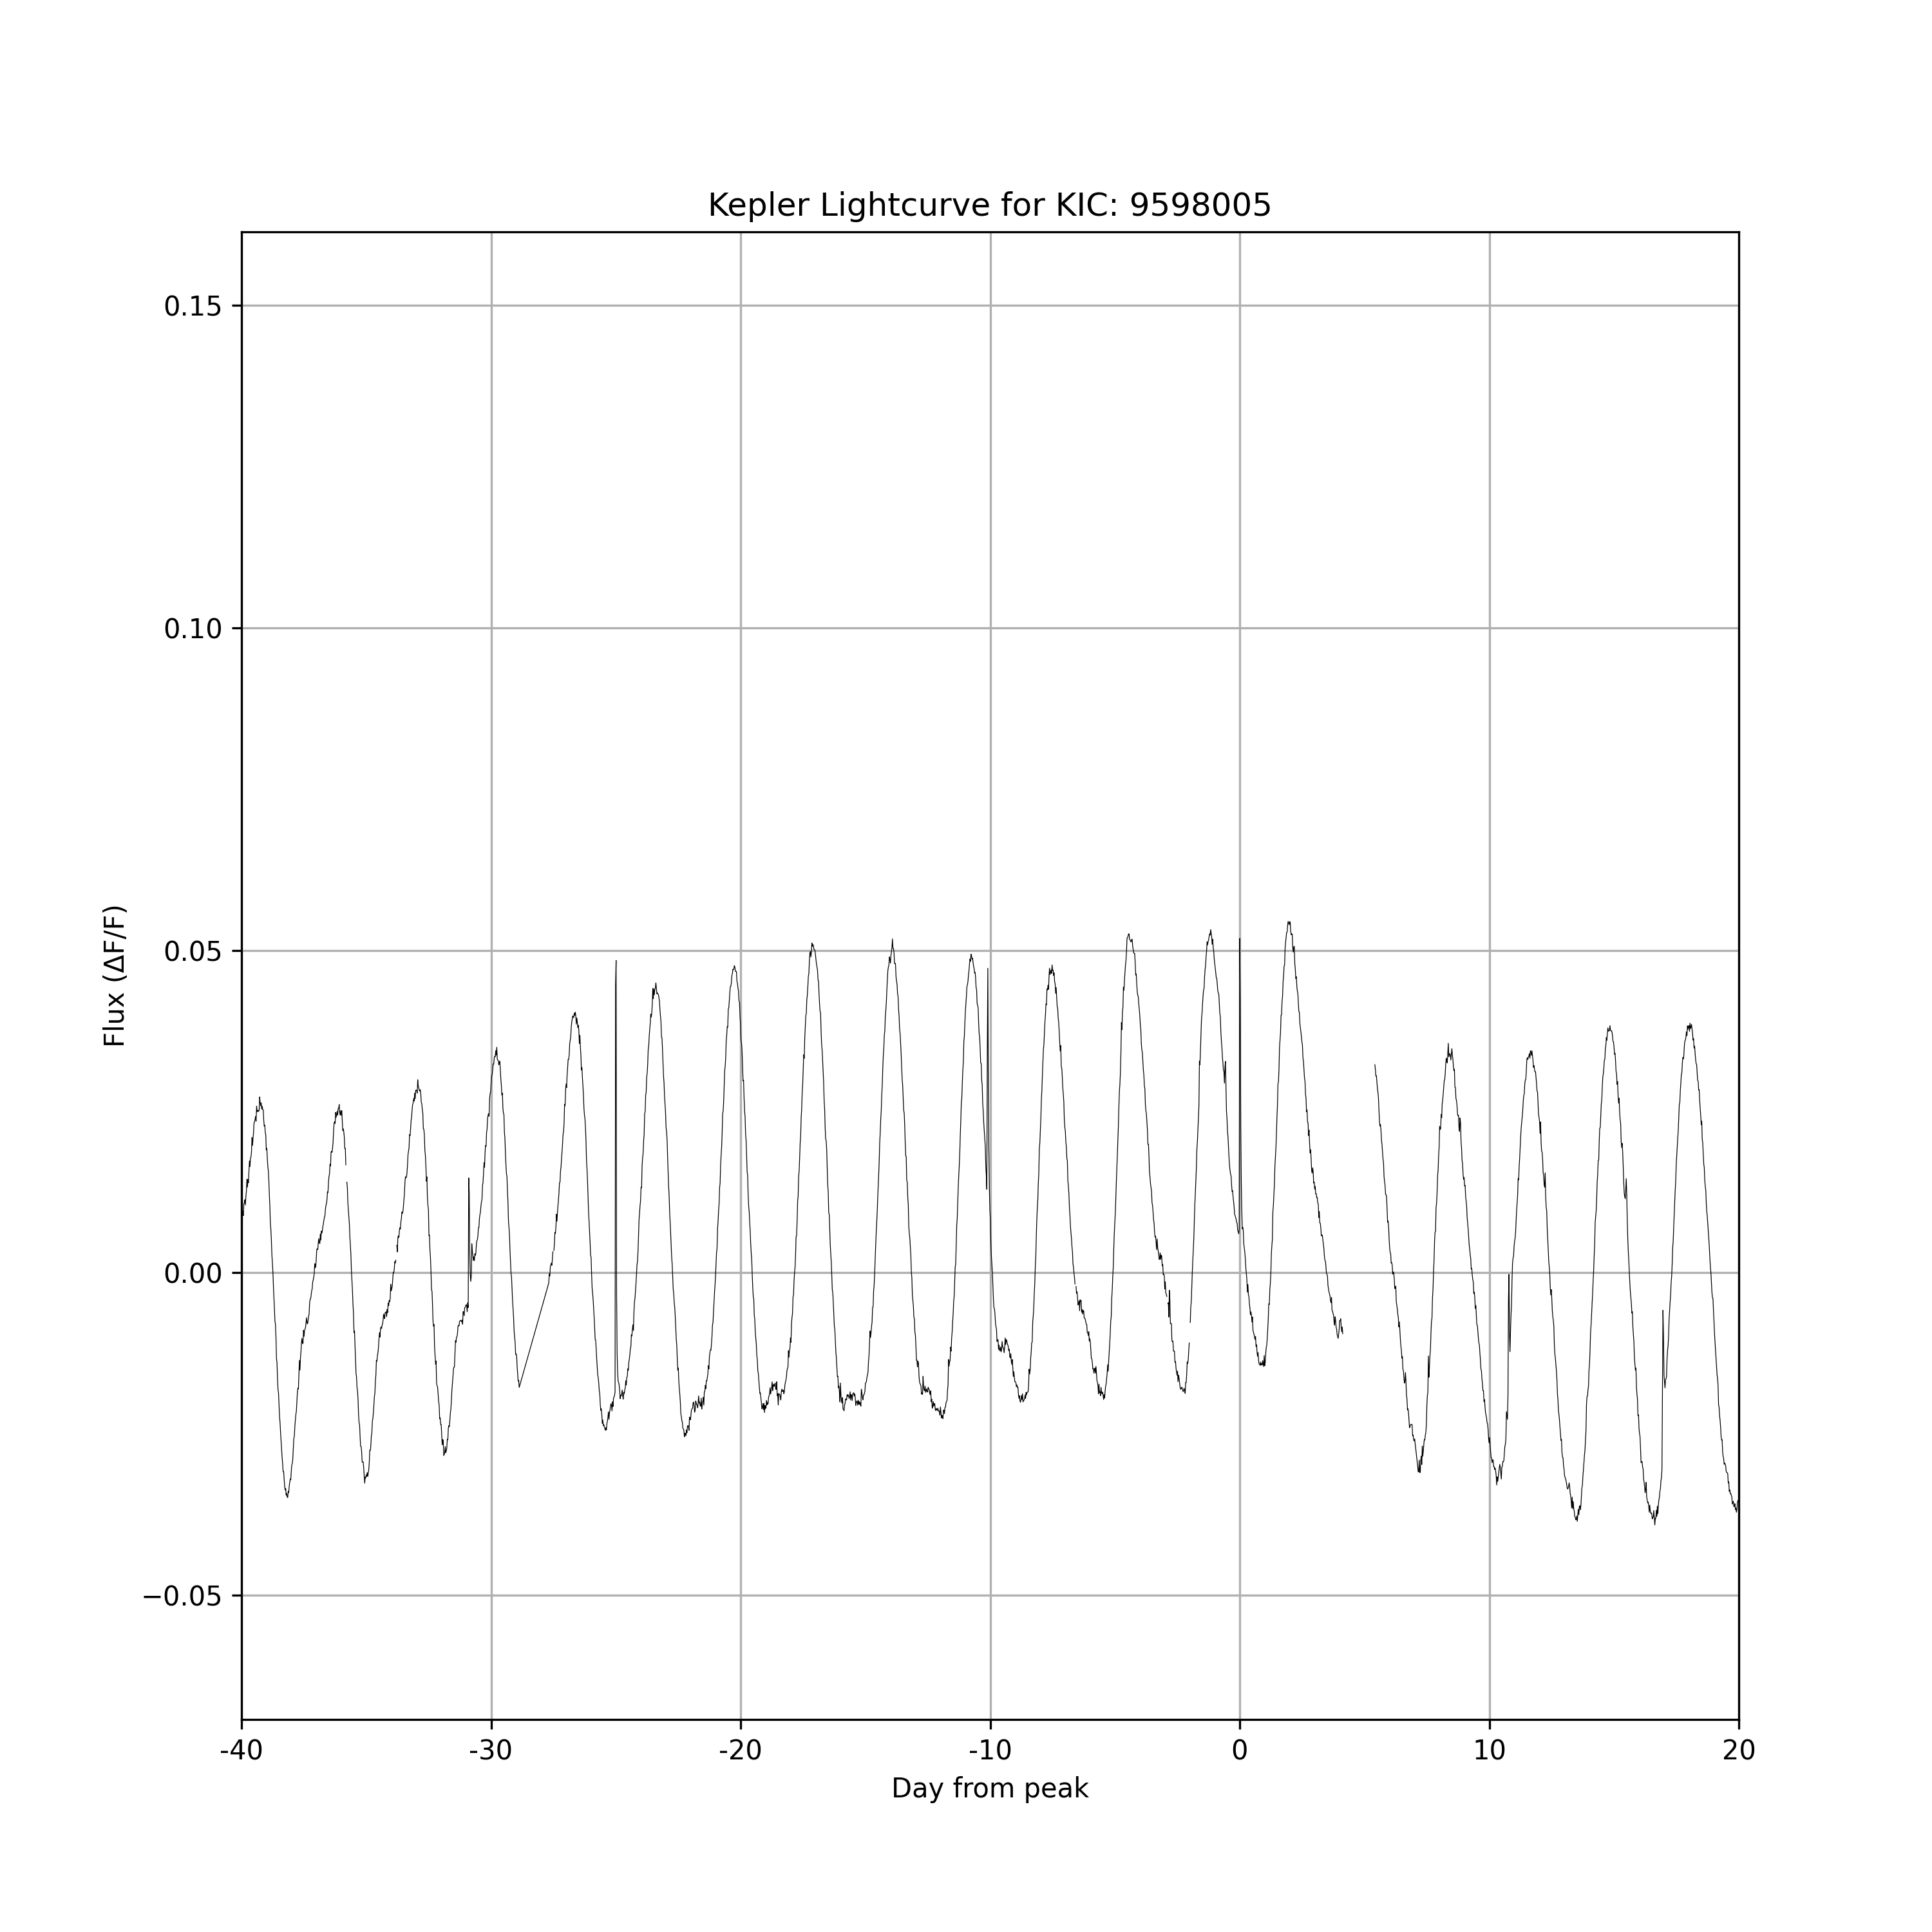 Kepler Lightcurve for KIC: 9598005
Flux (ΔF/F)
0.15
0.10
0.05
0.00
−0.05
-40 -30 -20 -10 0 10 20
Day from peak